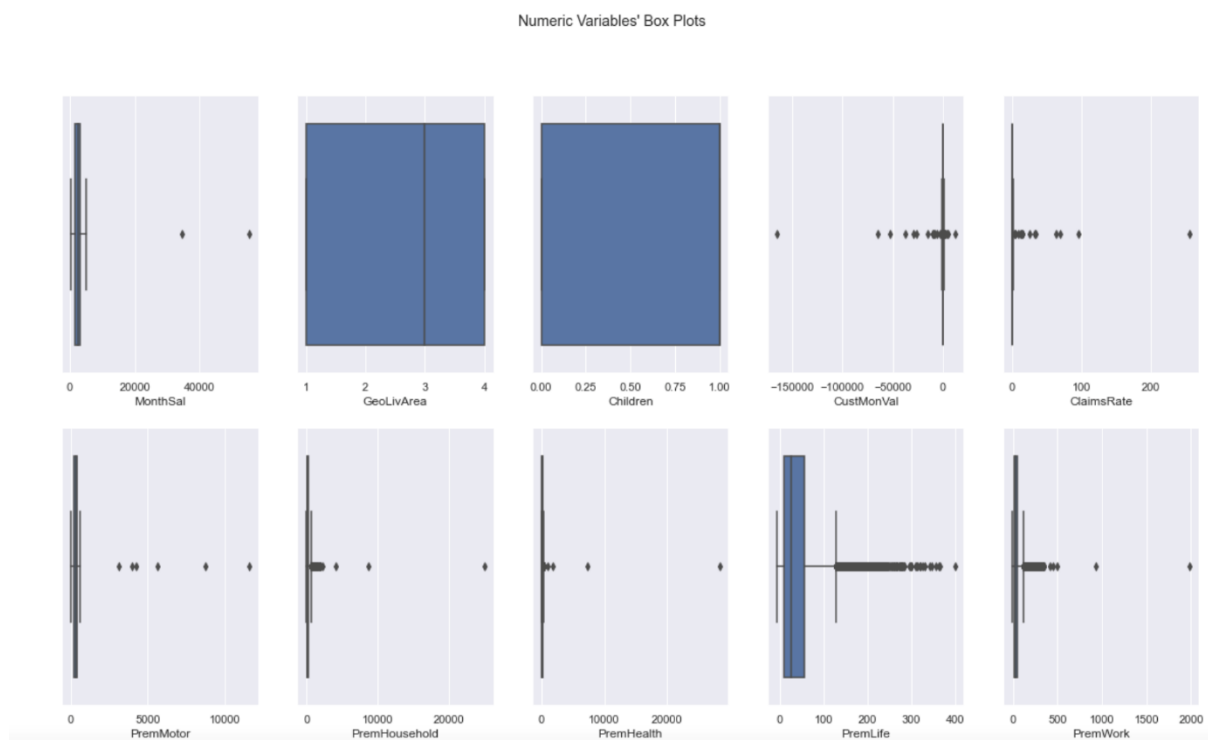 Numeric Variables' Box Plots
0 20000 40000
MonthSal
1 2 3 4
GeoLivArea
0.00 0.25 0.50 0.75 1.00
Children
−150000 −100000 −50000 0
CustMonVal
0 100 200
ClaimsRate
0 5000 10000
PremMotor
0 10000 20000
PremHousehold
0 10000 20000
PremHealth
0 100 200 300 400
PremLife
0 500 1000 1500 2000
PremWork